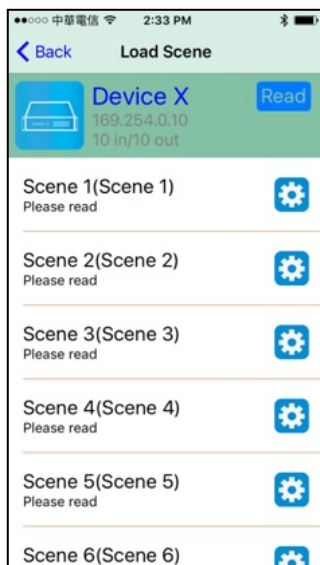 中華電信 2:33 PM
Back Load Scene
Device X Read
169.254.0.10
10 in/10 out
Scene 1(Scene 1)
Please read
Scene 2(Scene 2)
Please read
Scene 3(Scene 3)
Please read
Scene 4(Scene 4)
Please read
Scene 5(Scene 5)
Please read
Scene 6(Scene 6)